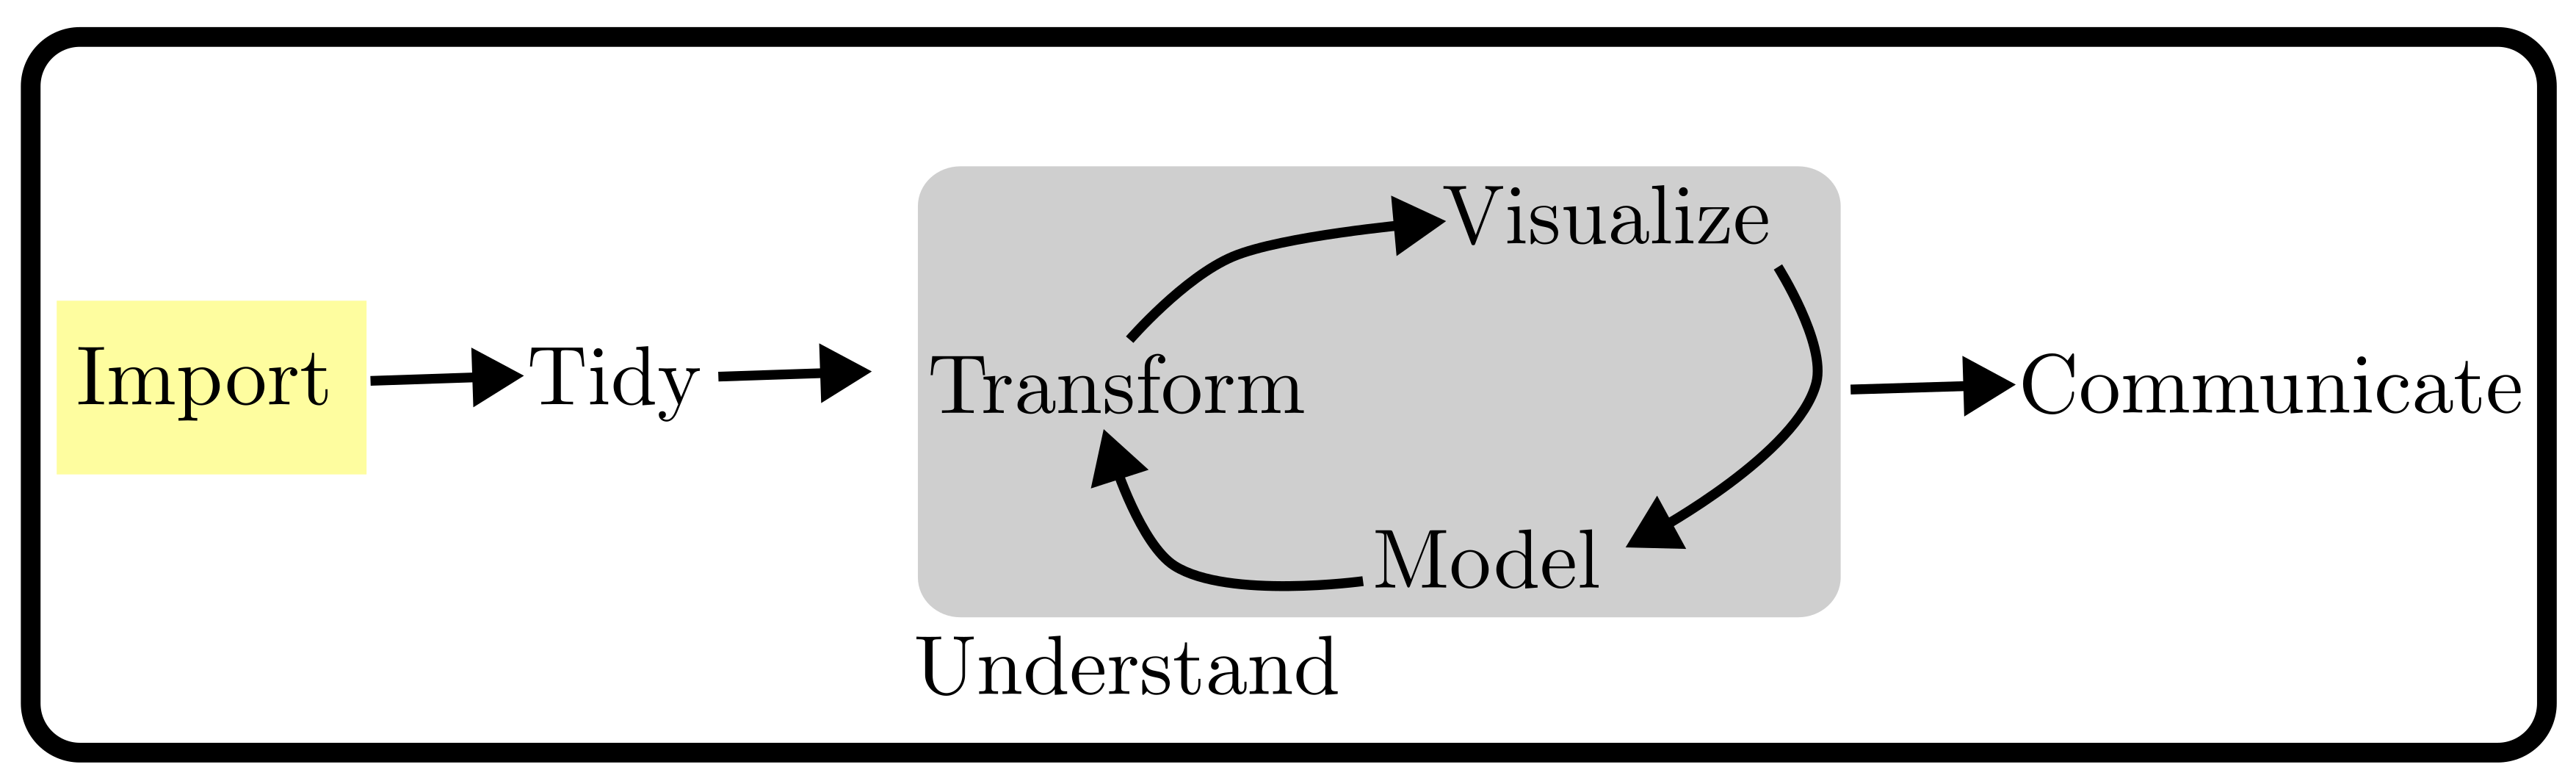 Import
Tidy
Transform
Visualize
Model
Understand
Communicate